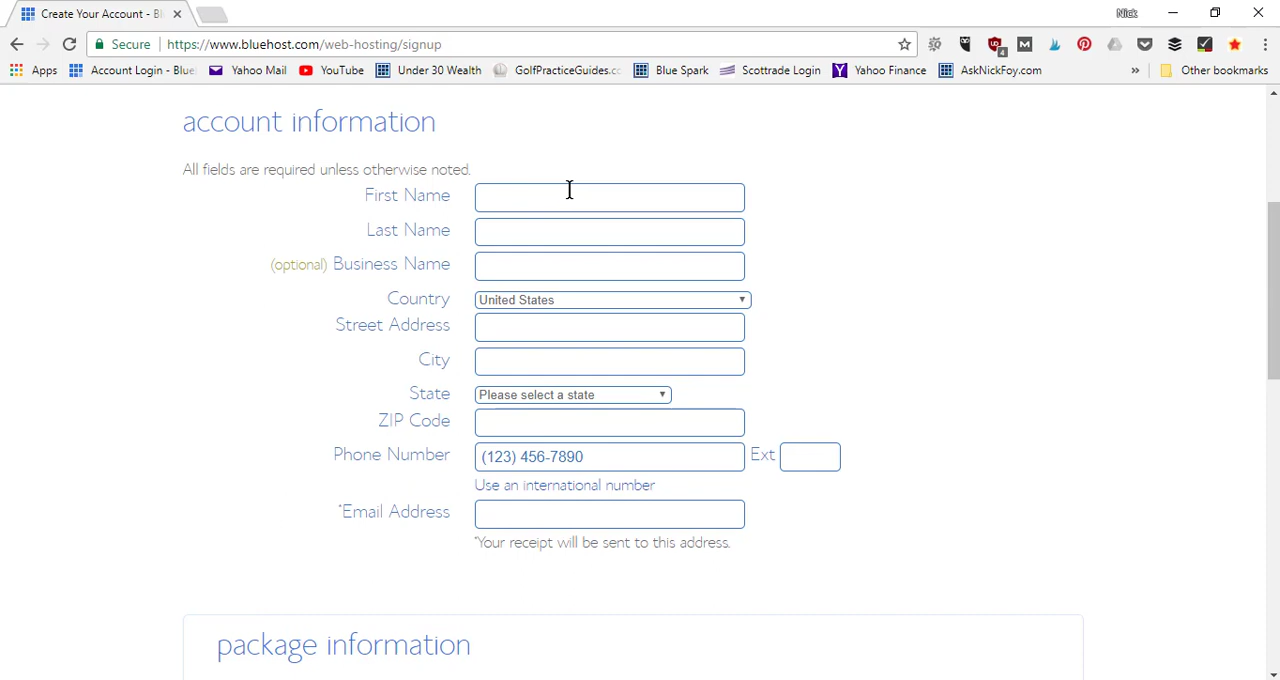 Create Your Account - Bl
Nick
Secure https://www.bluehost.com/web-hosting/signup
4
M
Apps Account Login - Blue Yahoo Mail YouTube Under 30 Wealth GolfPracticeGuides.cc Blue Spark Scottrade Login Yahoo Finance AskNickFoy.com » Other bookmarks
account information
All fields are required unless otherwise noted.
First Name
Last Name
(optional) Business Name
Country United States
Street Address
City
State Please select a state
ZIP Code
Phone Number (123) 456-7890 Ext
Use an international number
*Email Address
*Your receipt will be sent to this address.
package information